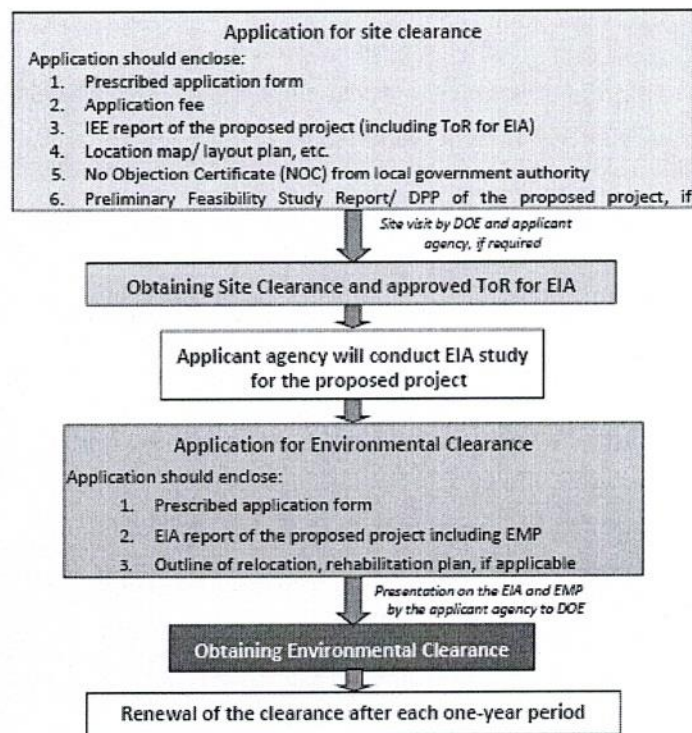 Application for site clearance
Application should enclose:
1. Prescribed application form
2. Application fee
3. IEE report of the proposed project (including ToR for EIA)
4. Location map/ layout plan, etc.
5. No Objection Certificate (NOC) from local government authority
6. Preliminary Feasibility Study Report/ DPP of the proposed project, if
Site visit by DOE and applicant
agency, if required
Obtaining Site Clearance and approved ToR for EIA
Applicant agency will conduct EIA study
for the proposed project
Application for Environmental Clearance
Application should enclose:
1. Prescribed application form
2. EIA report of the proposed project including EMP
3. Outline of relocation, rehabilitation plan, if applicable
Presentation on the EIA and EMP
by the applicant agency to DOE
Obtaining Environmental Clearance
Renewal of the clearance after each one-year period